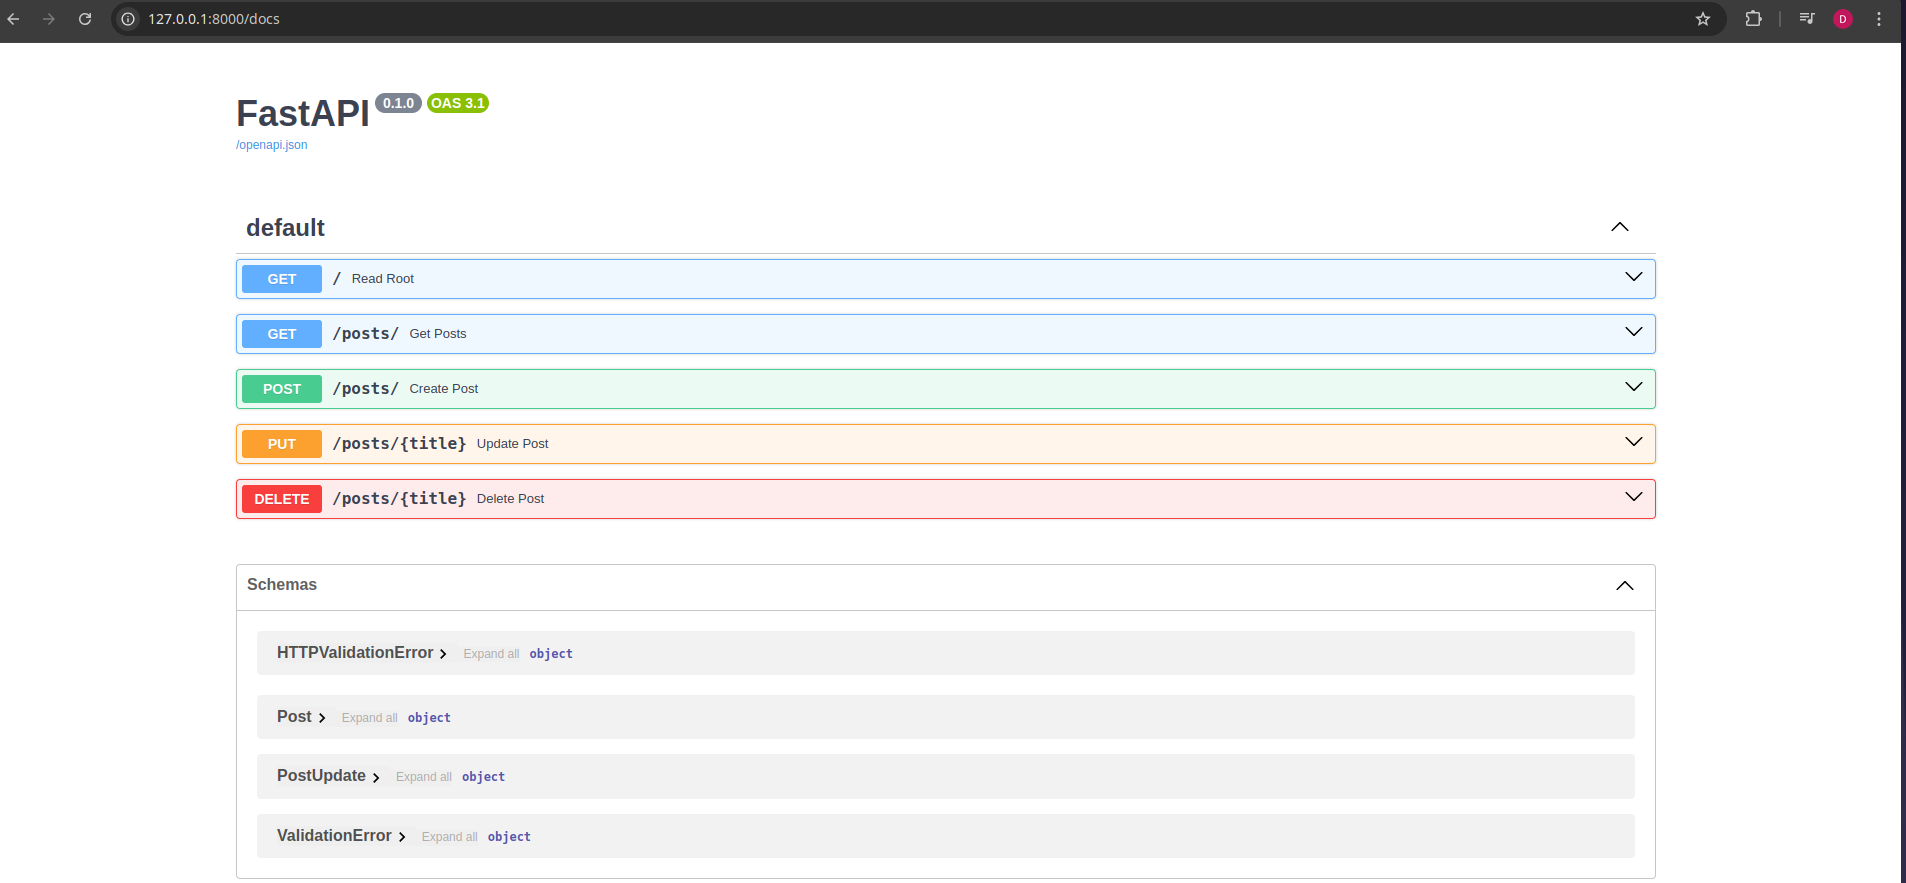 127.0.0.1:8000/docs
D
FastAPI 0.1.0 OAS 3.1
/openapi.json
default
GET / Read Root
GET /posts/ Get Posts
POST /posts/ Create Post
PUT /posts/{title} Update Post
DELETE /posts/{title} Delete Post
Schemas
HTTPValidationError Expand all object
Post Expand all object
PostUpdate Expand all object
ValidationError Expand all object